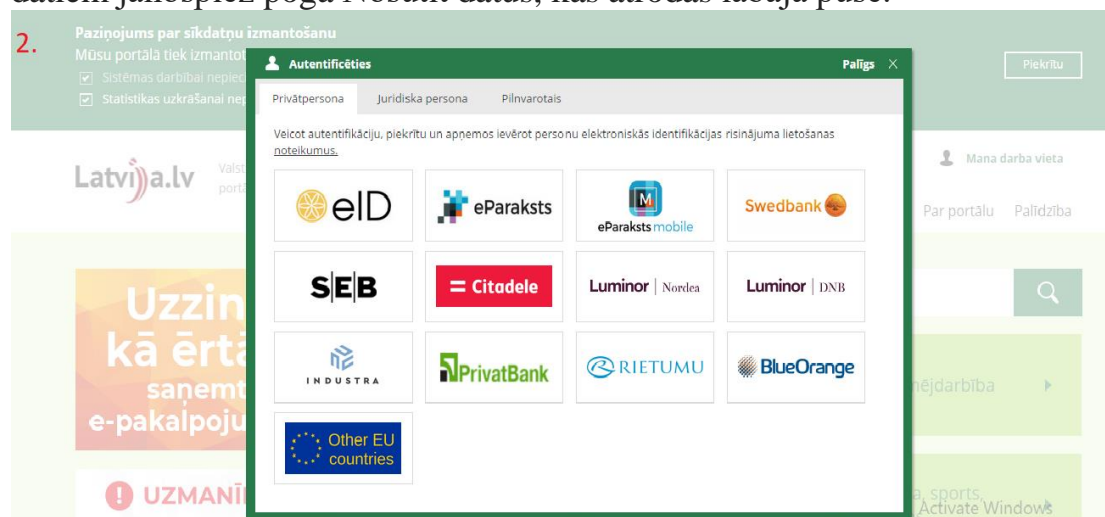 2.
Paziņojums par sīkdatņu izmantošanu
Mūsu portālā tiek izmantot
Sistēmas darbībai nepiec
Statistikas uzkrāšanai nep
Piekrītu
Autentificēties
Palīgs
Privātpersona Juridiska persona Pilnvarotais
Veicot autentifikāciju, piekrītu un apņemos ievērot personu elektroniskās identifikācijas risinājuma lietošanas
noteikumus.
Latvija.lv
Valst
portā
Mana darba vieta
Par portālu Palīdzība
eID
eParaksts
eParaksts mobile
Swedbank
SEB
Citadele
Luminor | Nordea
Luminor | DNB
INDUSTRA
PrivatBank
RIETUMU
BlueOrange
Other EU
countries
Uzzin
kā ērtā
saņemt
e-pakalpoju
nējdarbība
UZMANĪ
a, sports,
Activate Windows